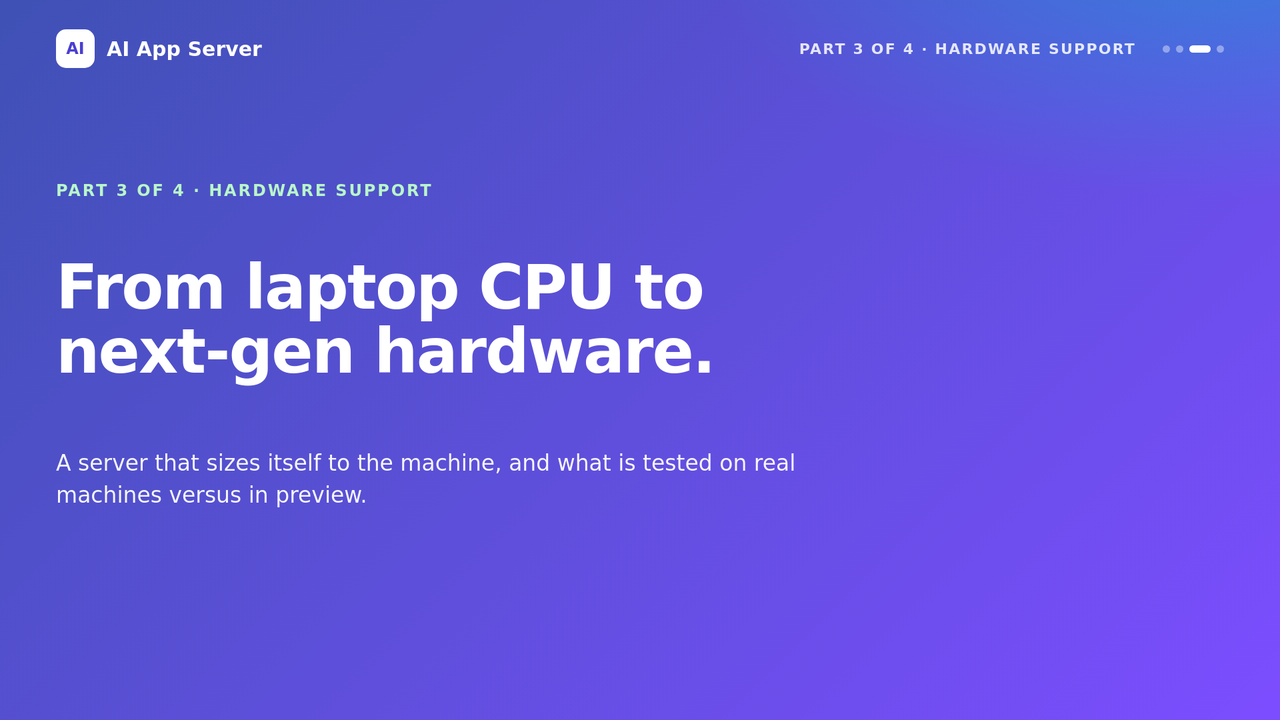 AI
AI App Server
PART 3 OF 4 · HARDWARE SUPPORT
PART 3 OF 4 · HARDWARE SUPPORT
From laptop CPU to
next-gen hardware.
A server that sizes itself to the machine, and what is tested on real
machines versus in preview.